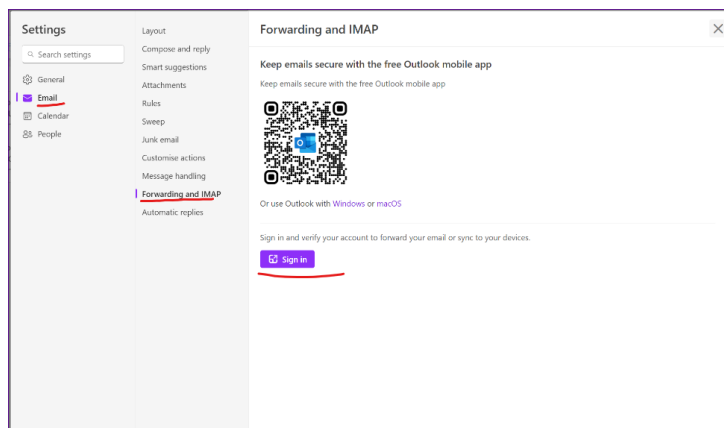 Settings
Search settings
General
Email
Calendar
People
Layout
Compose and reply
Smart suggestions
Attachments
Rules
Sweep
Junk email
Customise actions
Message handling
Forwarding and IMAP
Automatic replies
Forwarding and IMAP
Keep emails secure with the free Outlook mobile app
Keep emails secure with the free Outlook mobile app
Or use Outlook with Windows or macOS
Sign in and verify your account to forward your email or sync to your devices.
Sign in